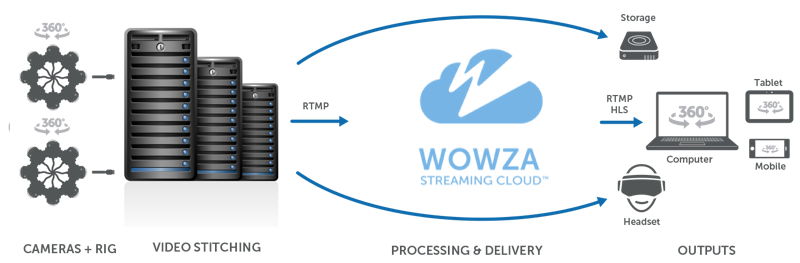 360°
360°
CAMERAS + RIG
VIDEO STITCHING
RTMP
WOWZA
STREAMING CLOUD™
PROCESSING & DELIVERY
RTMP
HLS
Storage
360°
Computer
Tablet
360°
360°
Mobile
Headset
OUTPUTS